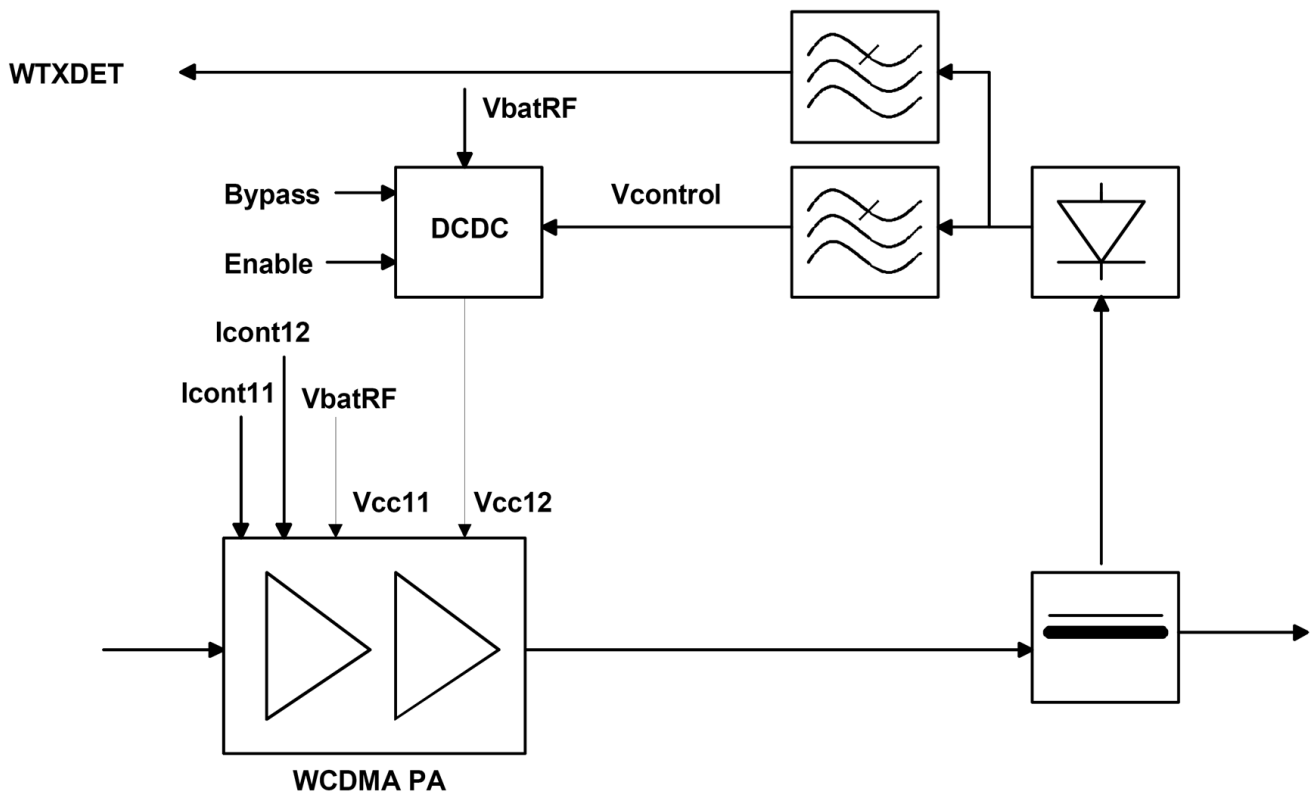 WTXDET
VbatRF
Bypass
Vcontrol
DCDC
Enable
Icont12
Icont11
VbatRF
Vcc11
Vcc12
WCDMA PA